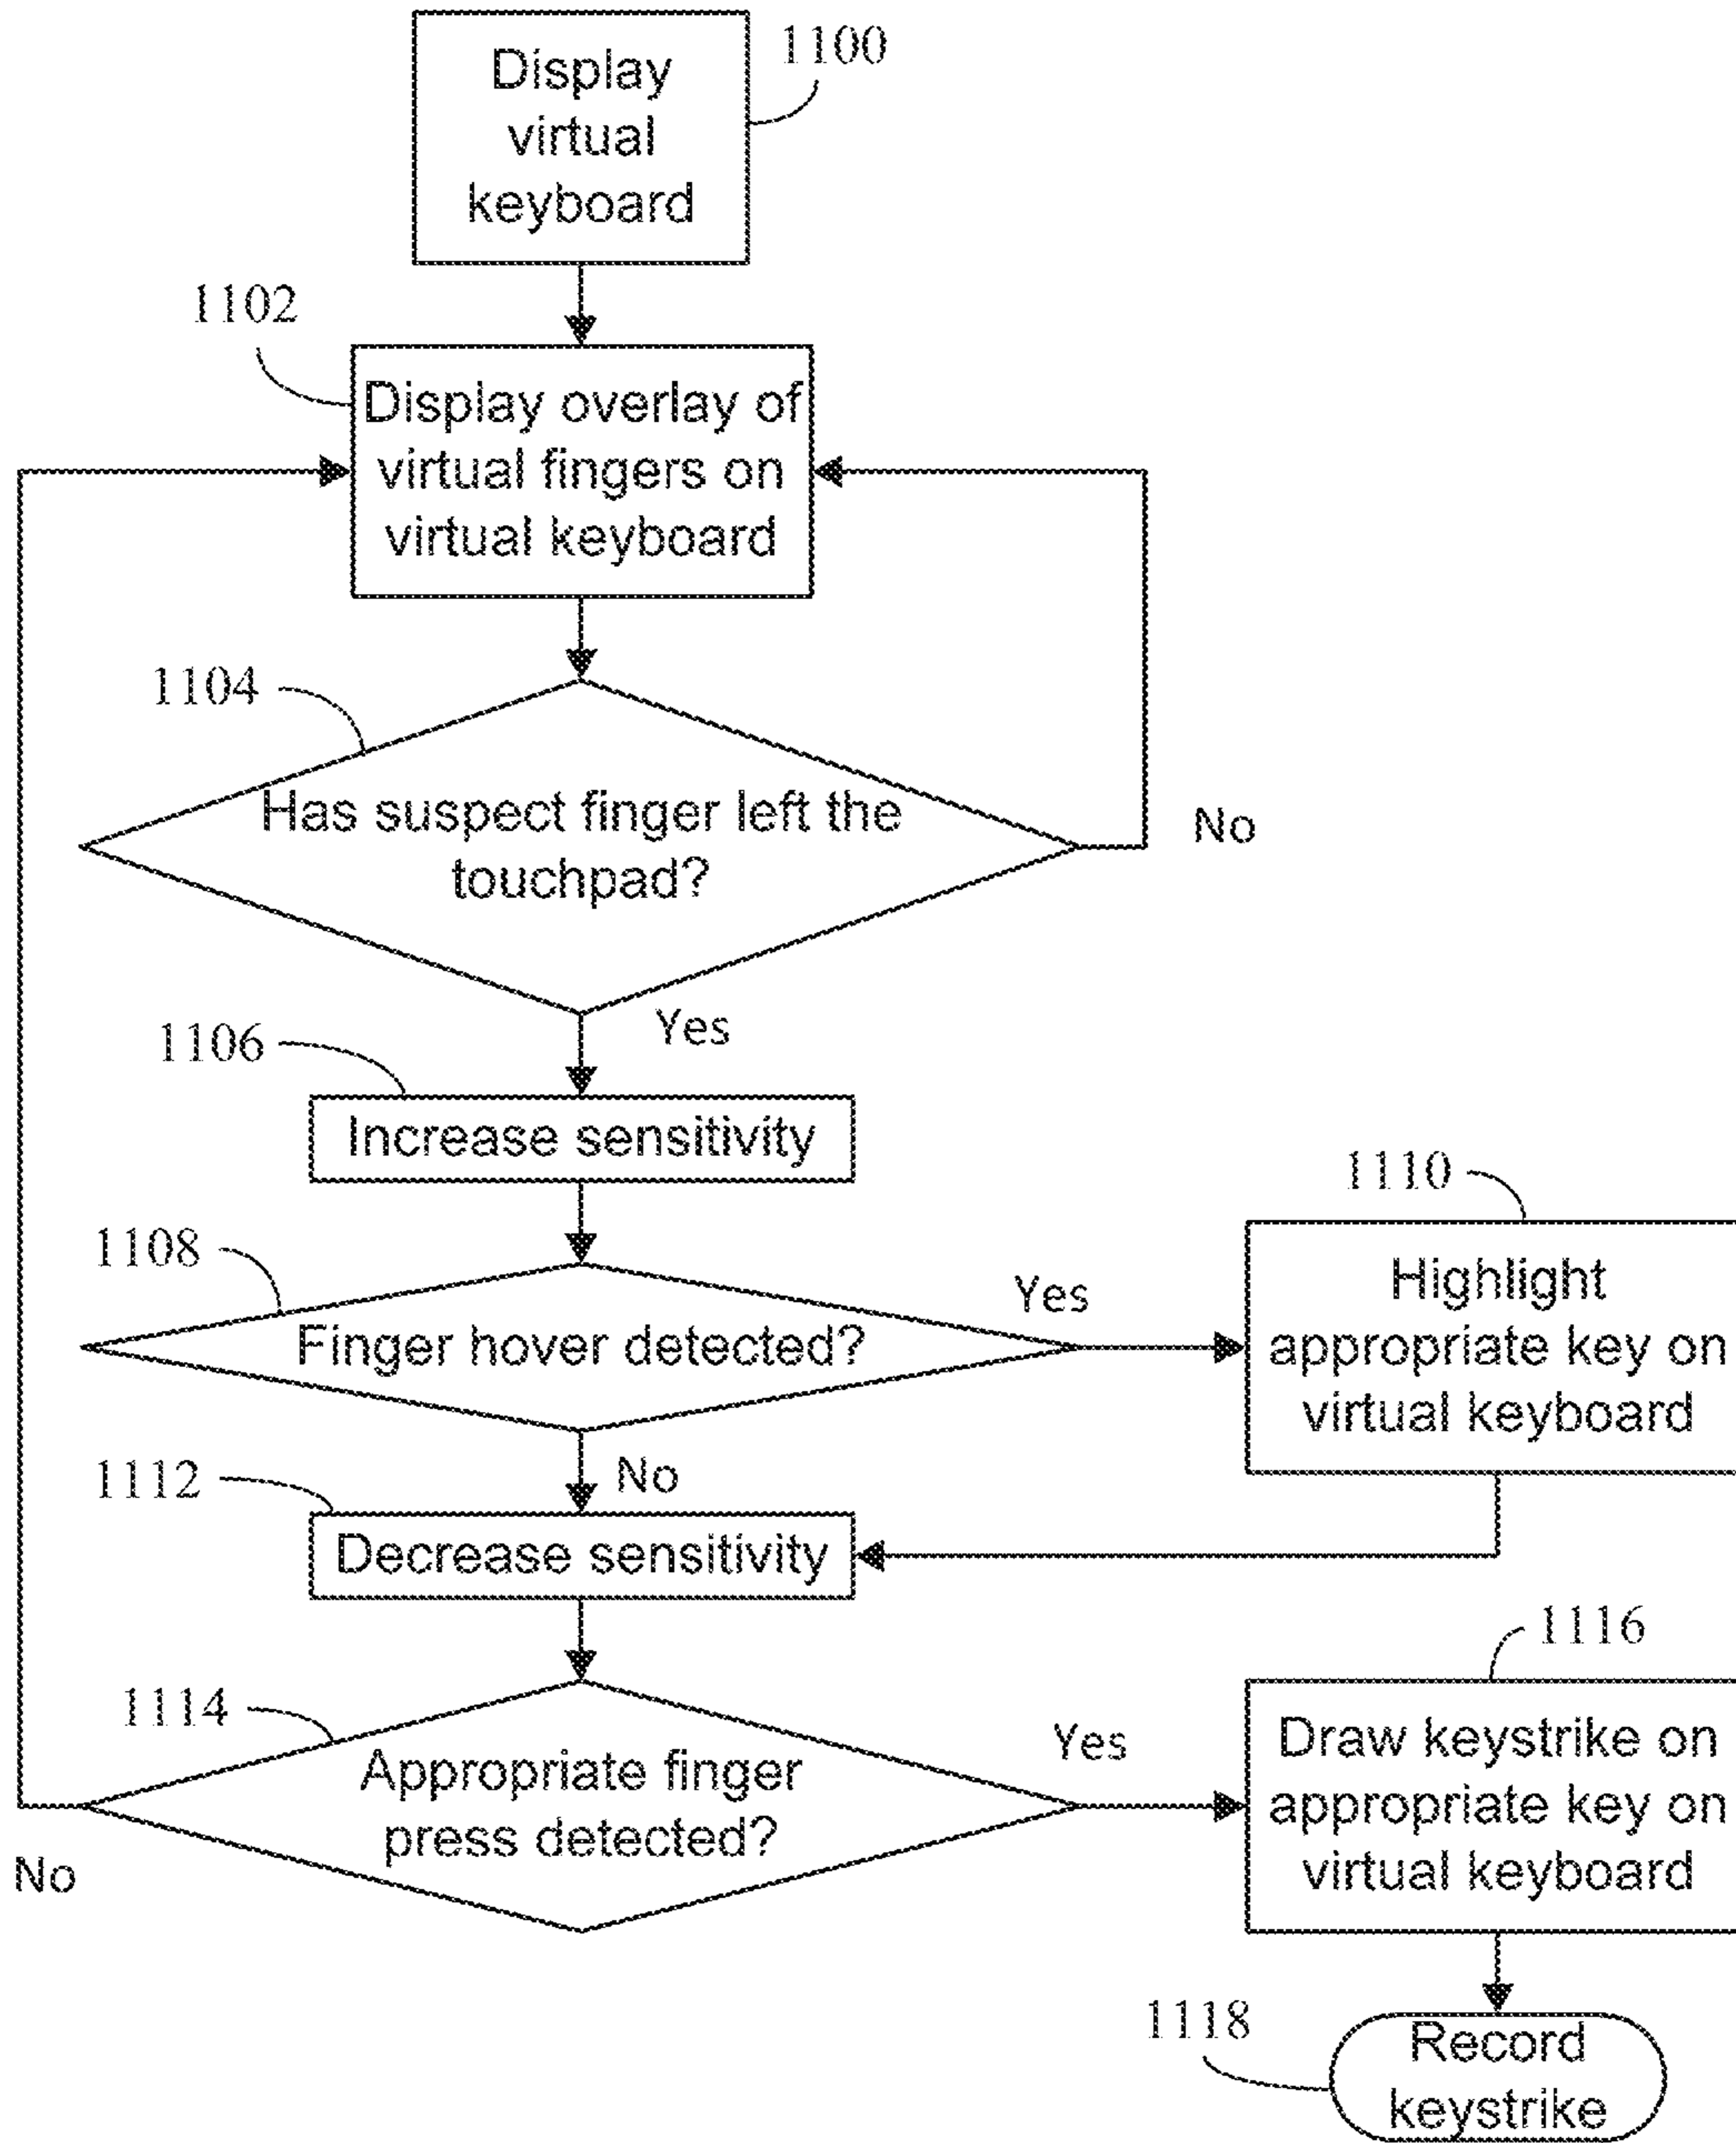 Display
virtual
keyboard
1100
1102
Display overlay of
virtual fingers on
virtual keyboard
1104
Has suspect finger left the
touchpad?
No
Yes
1106
Increase sensitivity
1108
Finger hover detected?
Yes
1110
Highlight
appropriate key on
virtual keyboard
No
1112
Decrease sensitivity
1114
Appropriate finger
press detected?
Yes
No
1116
Draw keystrike on
appropriate key on
virtual keyboard
1118
Record
keystrike